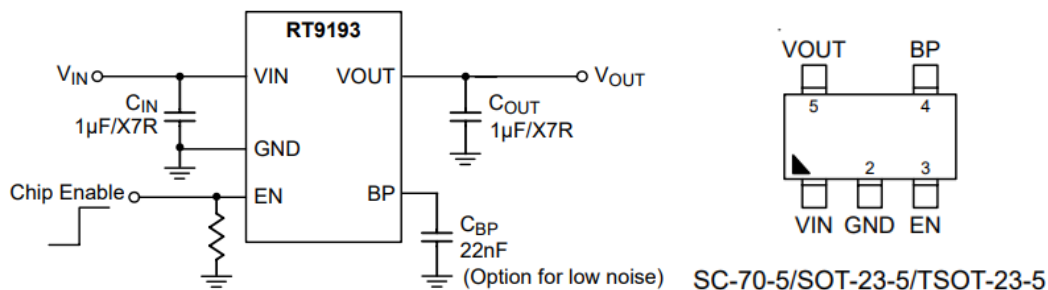 RT9193
VIN
VIN
VOUT
VOUT
CIN
1µF/X7R
COUT
1µF/X7R
GND
Chip Enable
EN
BP
CBP
22nF
(Option for low noise)
VOUT
BP
5
4
2
3
VIN GND EN
SC-70-5/SOT-23-5/TSOT-23-5